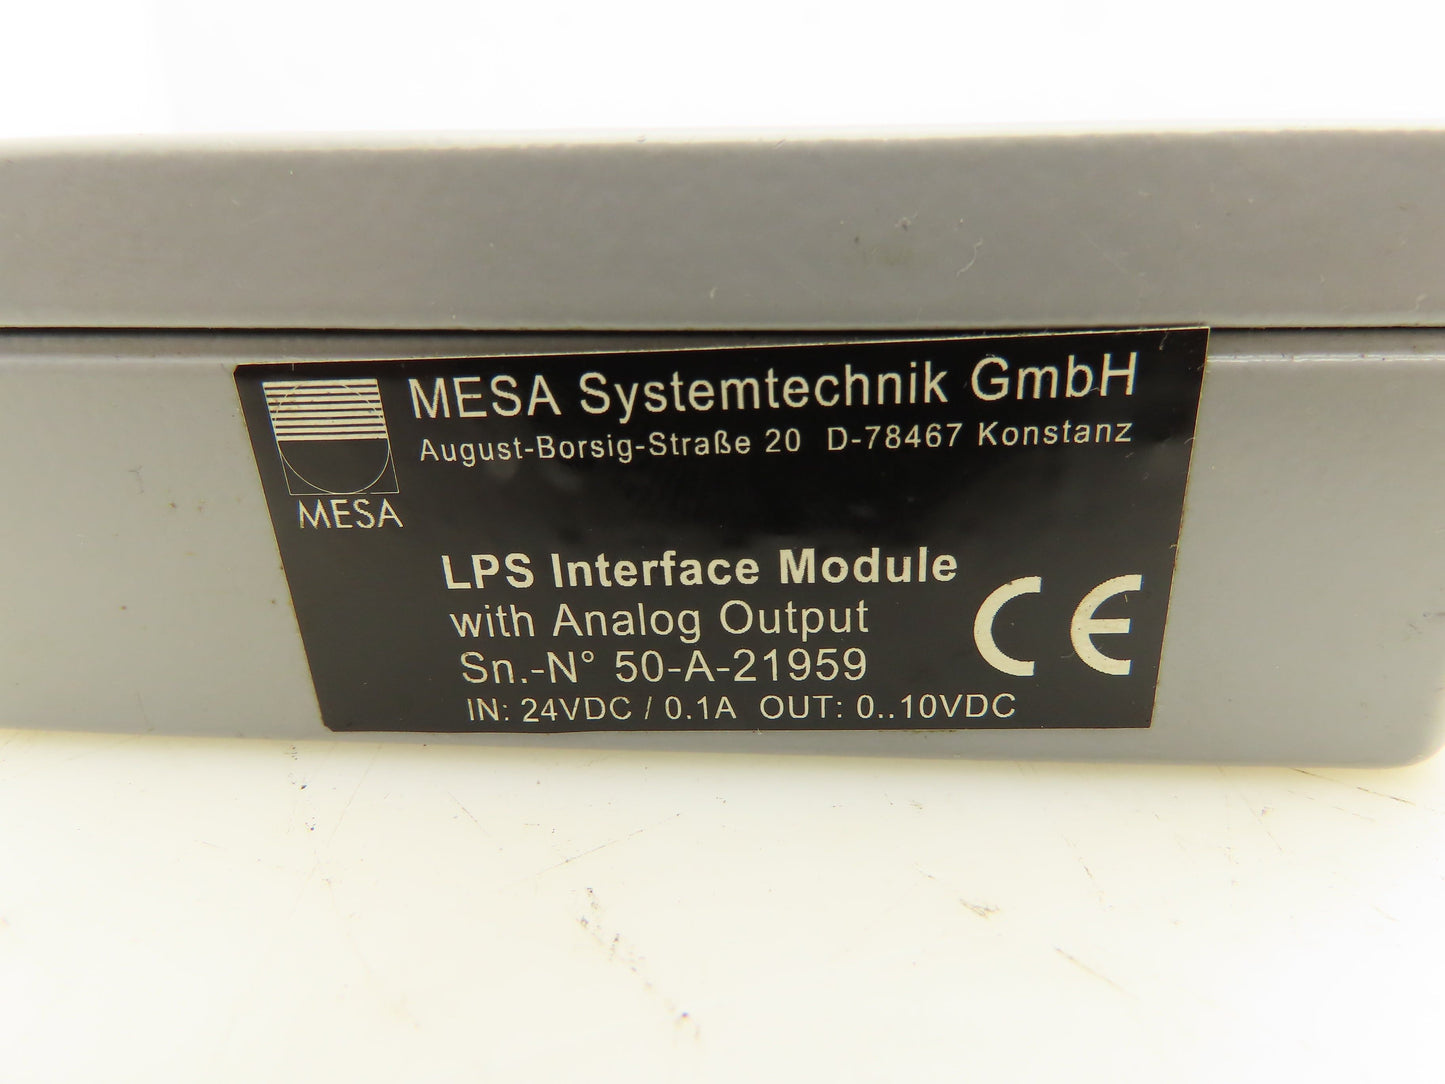 MESA Systemtechnik GmbH
August-Borsig-Straße 20 D-78467 Konstanz
MESA
LPS Interface Module
with Analog Output
Sn.-N° 50-A-21959
IN: 24VDC / 0.1A OUT: 0..10VDC
CE